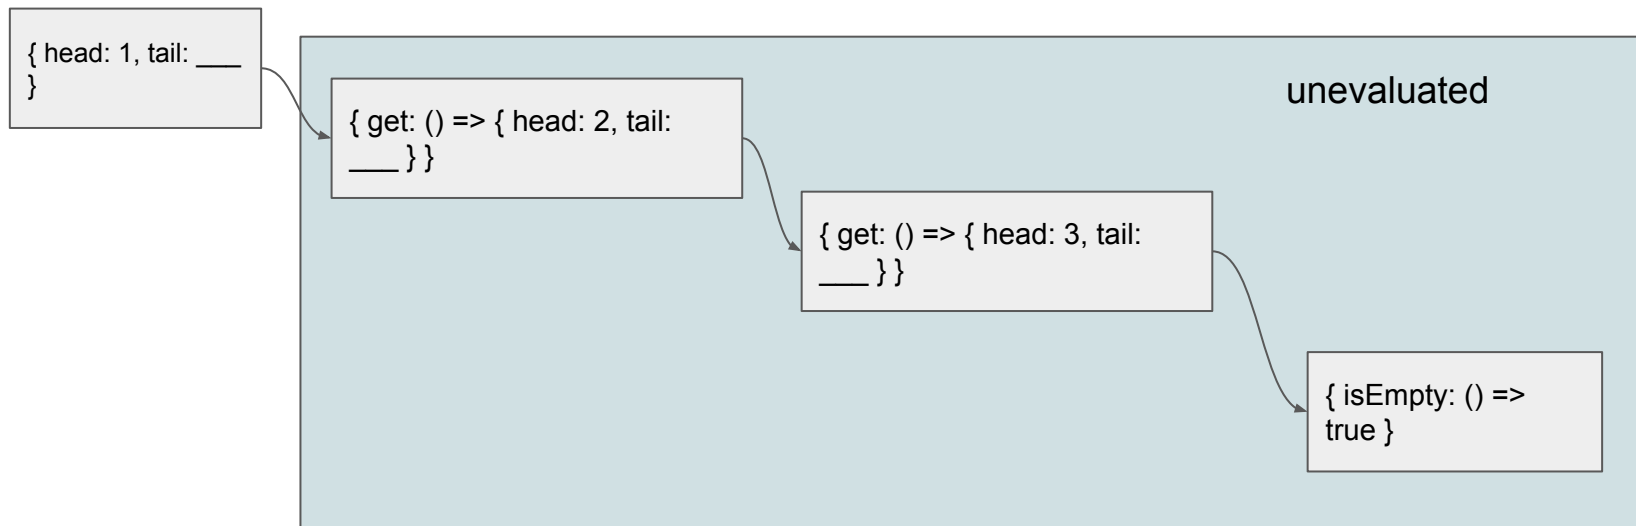 { head: 1, tail: ___
}
unevaluated
{ get: () => { head: 2, tail:
___ } }
{ get: () => { head: 3, tail:
___ } }
{ isEmpty: () =>
true }